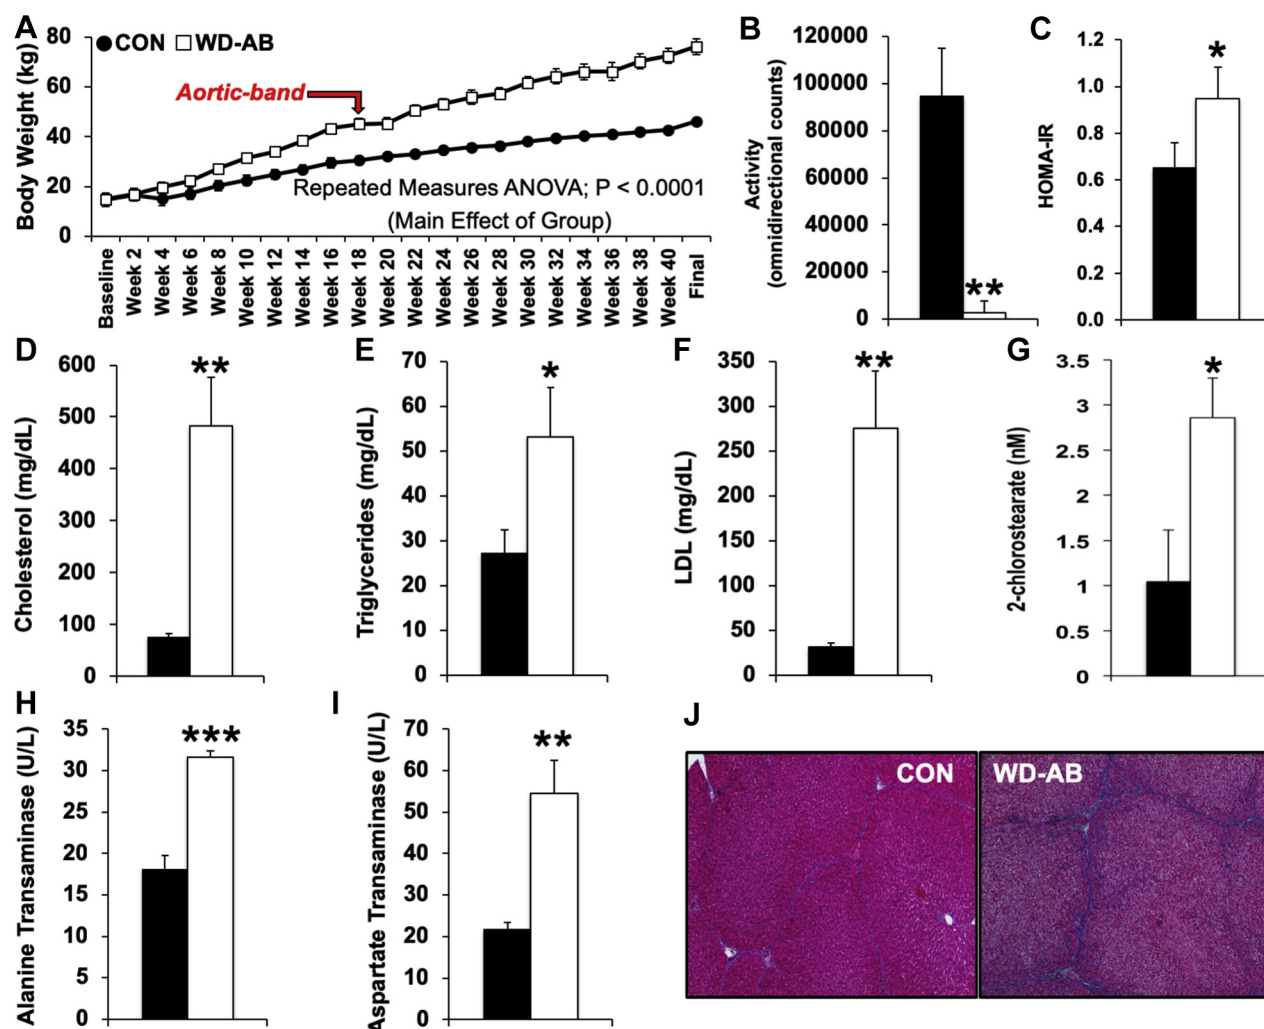 A
Body Weight (kg)
80
60
40
20
0
CON WD-AB
Aortic-band
Repeated Measures ANOVA; P < 0.0001
(Main Effect of Group)
Baseline
Week 2
Week 4
Week 6
Week 8
Week 10
Week 12
Week 14
Week 16
Week 18
Week 20
Week 22
Week 24
Week 26
Week 28
Week 30
Week 32
Week 34
Week 36
Week 38
Week 40
Final
B
Activity
(omnidirectional counts)
120000
100000
80000
60000
40000
20000
0
**
C
HOMA-IR
1.2
1.0
0.8
0.6
0.4
0.2
0.0
*
D
Cholesterol (mg/dL)
600
500
400
300
200
100
0
**
E
Triglycerides (mg/dL)
70
60
50
40
30
20
10
0
*
F
LDL (mg/dL)
350
300
250
200
150
100
50
0
**
G
2-chlorostearate (nM)
3.5
3
2.5
2
1.5
1
0.5
0
*
H
Alanine Transaminase (U/L)
35
30
25
20
15
10
5
0
***
I
Aspartate Transaminase (U/L)
70
60
50
40
30
20
10
0
**
J
CON
WD-AB